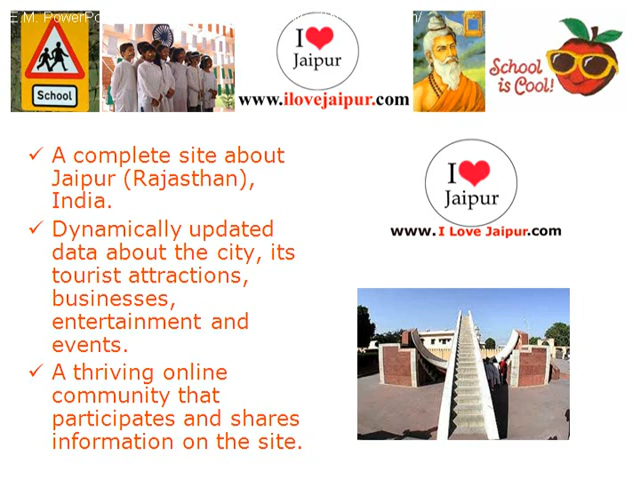 E.M. PowerPo
School
I
Jaipur
www.ilovejaipur.com
School
is Cool!
✓ A complete site about
Jaipur (Rajasthan),
India.
✓ Dynamically updated
data about the city, its
tourist attractions,
businesses,
entertainment and
events.
✓ A thriving online
community that
participates and shares
information on the site.
I
Jaipur
www.I Love Jaipur.com